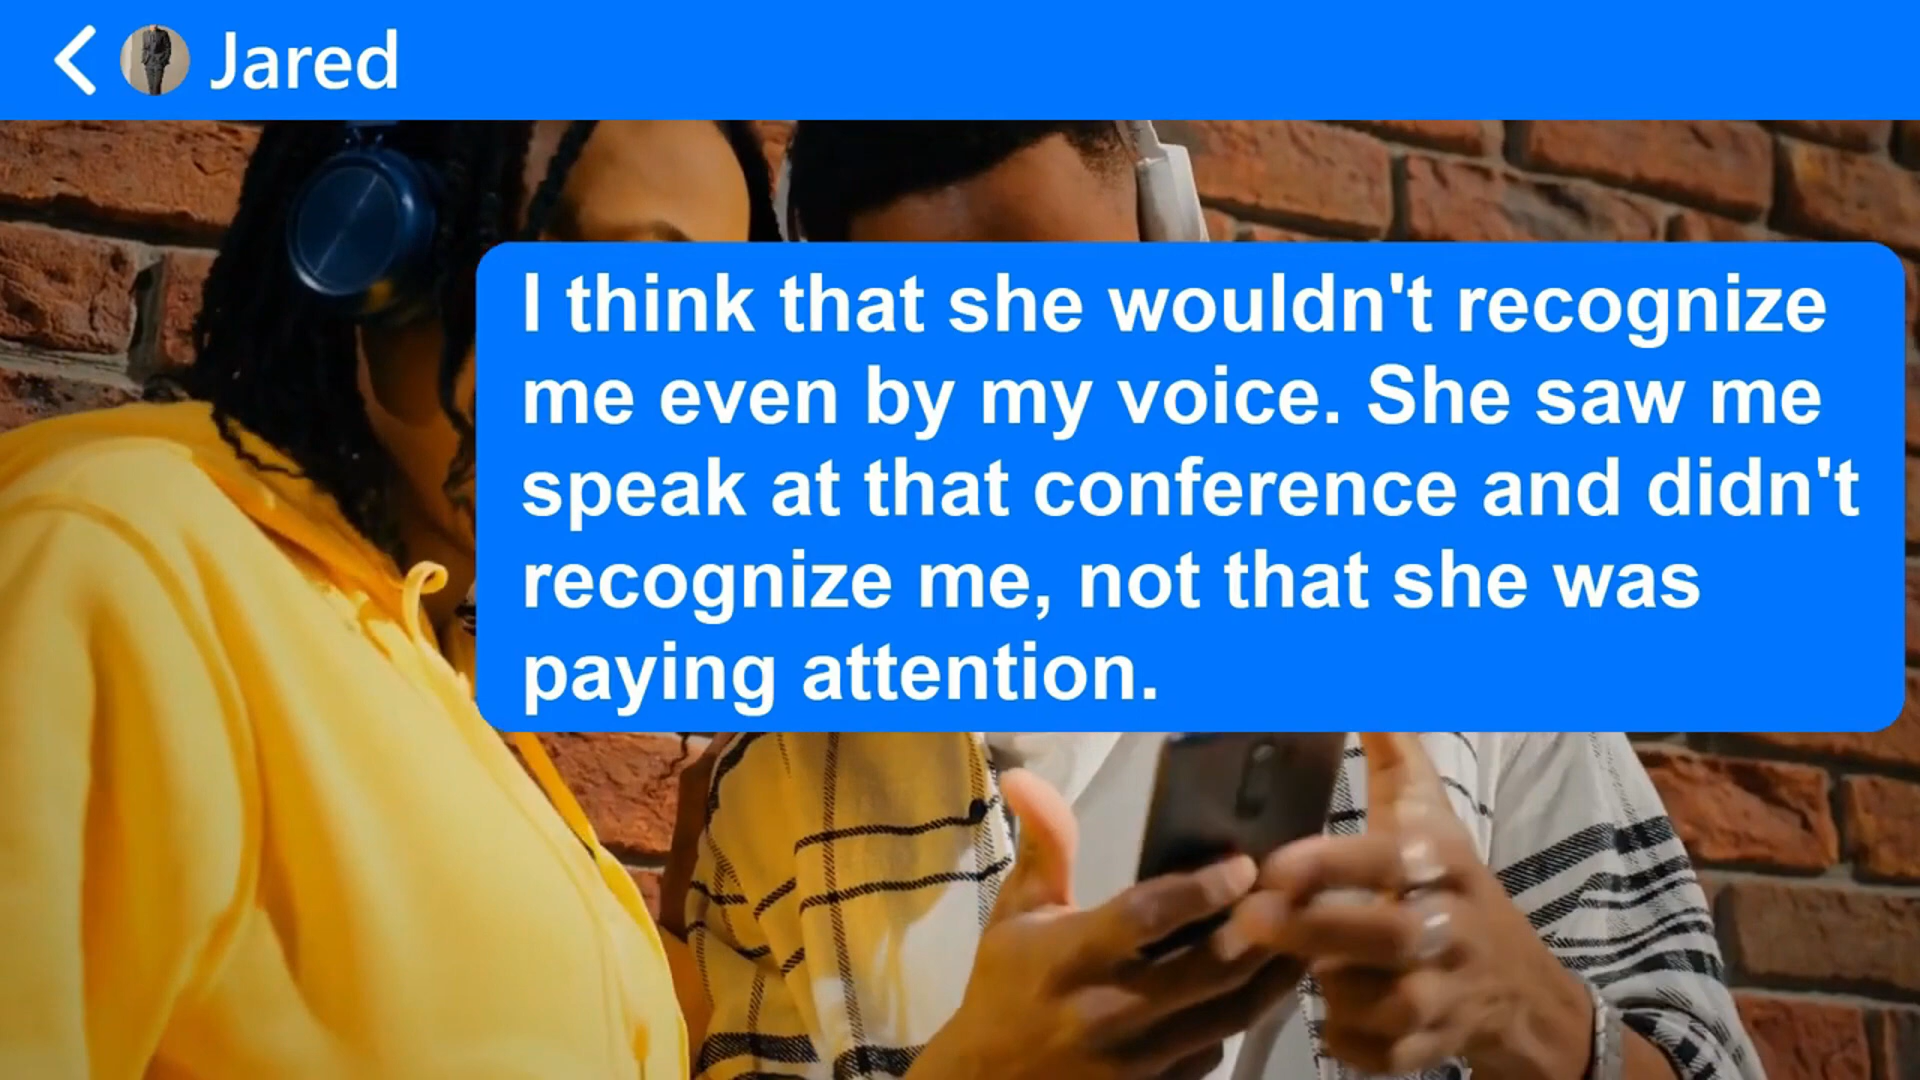 Jared
I think that she wouldn't recognize
me even by my voice. She saw me
speak at that conference and didn't
recognize me, not that she was
paying attention.